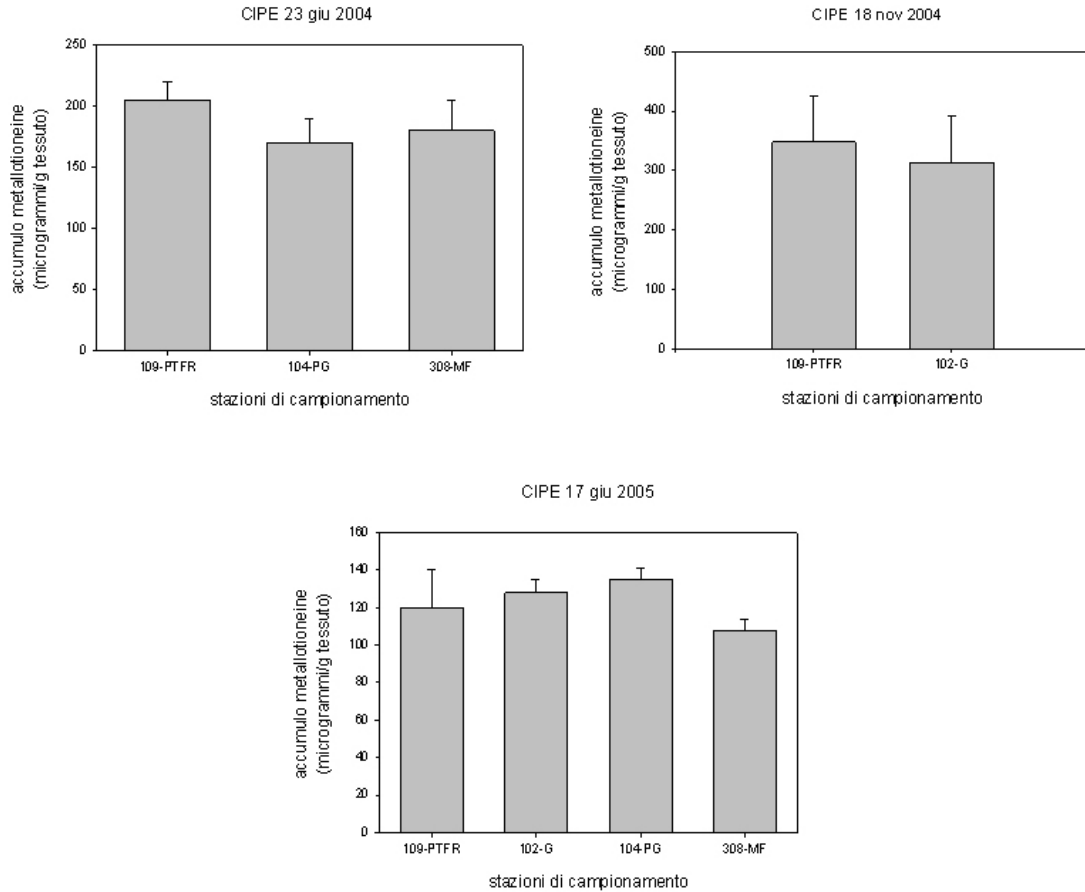 CIPE 23 giu 2004
accumulo metallotioneine
(microgrammi/g tessuto)
250
200
150
100
50
0
109-PTFR
104-PG
308-MF
stazioni di campionamento
CIPE 18 nov 2004
accumulo metallotioneine
(microgrammi/g tessuto)
500
400
300
200
100
0
109-PTFR
102-G
stazioni di campionamento
CIPE 17 giu 2005
accumulo metallotioneine
(microgrammi/g tessuto)
160
140
120
100
80
60
40
20
0
109-PTFR
102-G
104-PG
308-MF
stazioni di campionamento